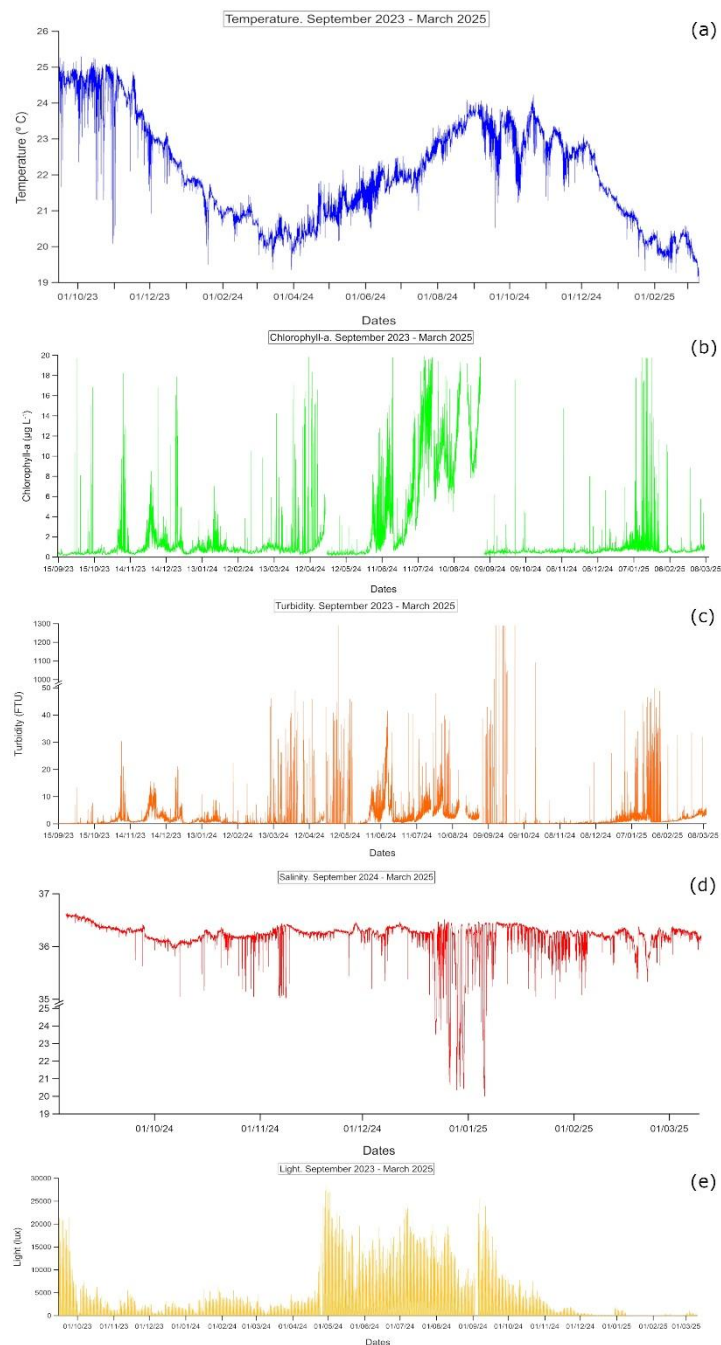 Temperature. September 2023 - March 2025
(a)
26
25
24
23
22
21
20
19
Temperature (º C)
01/10/23 01/12/23 01/02/24 01/04/24 01/06/24 01/08/24 01/10/24 01/12/24 01/02/25
Dates
Chlorophyll-a. September 2023 - March 2025
(b)
20
18
16
14
12
10
8
6
4
2
0
Chlorophyll-a (µg L⁻¹)
15/09/23 15/10/23 14/11/23 14/12/23 13/01/24 12/02/24 13/03/24 12/04/24 12/05/24 11/06/24 11/07/24 10/08/24 09/09/24 09/10/24 08/11/24 08/12/24 07/01/25 06/02/25 08/03/25
Dates
Turbidity. September 2023 - March 2025
(c)
1300
1200
1100
1000
50
40
30
20
10
0
Turbidity (FTU)
15/09/23 15/10/23 14/11/23 14/12/23 13/01/24 12/02/24 13/03/24 12/04/24 12/05/24 11/06/24 11/07/24 10/08/24 09/09/24 09/10/24 08/11/24 08/12/24 07/01/25 06/02/25 08/03/25
Dates
Salinity. September 2024 - March 2025
(d)
37
36
35
25
24
23
22
21
20
19
Salinity
01/10/24 01/11/24 01/12/24 01/01/25 01/02/25 01/03/25
Dates
Light. September 2023 - March 2025
(e)
30000
25000
20000
15000
10000
5000
0
Light (lux)
01/10/23 01/11/23 01/12/23 01/01/24 01/02/24 01/03/24 01/04/24 01/05/24 01/06/24 01/07/24 01/08/24 01/09/24 01/10/24 01/11/24 01/12/24 01/01/25 01/02/25 01/03/25
Dates